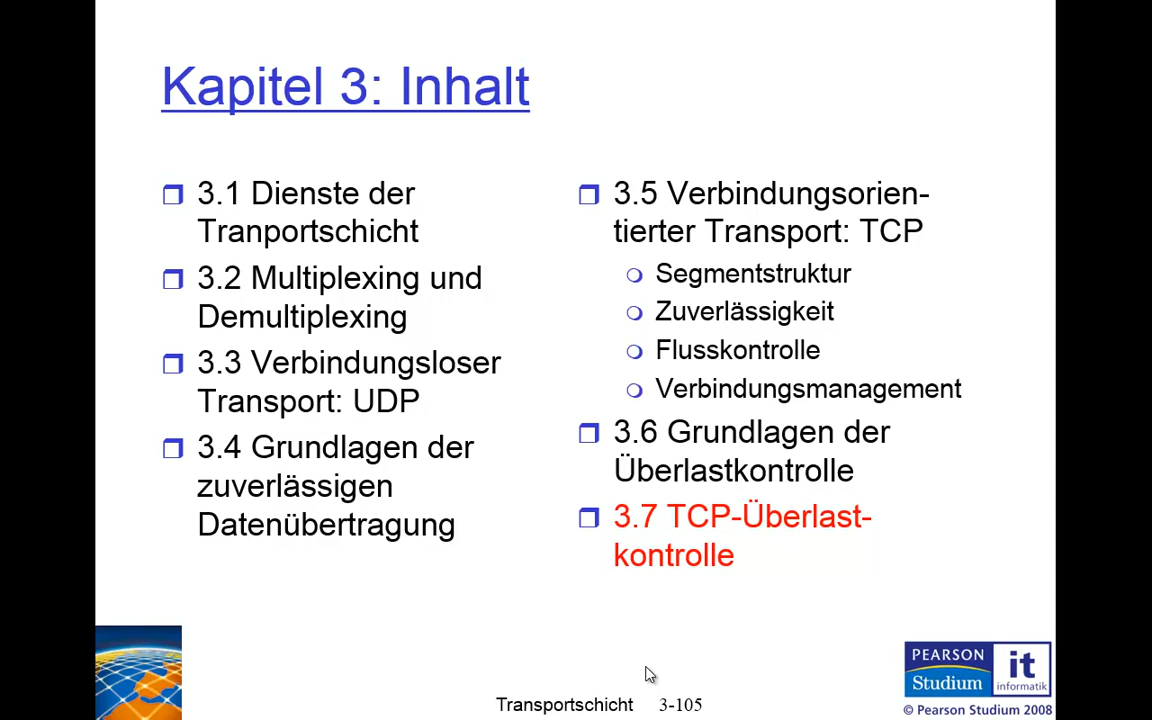 Kapitel 3: Inhalt
3.1 Dienste der
Tranportschicht
3.2 Multiplexing und
Demultiplexing
3.3 Verbindungsloser
Transport: UDP
3.4 Grundlagen der
zuverlässigen
Datenübertragung
3.5 Verbindungsorien-
tierter Transport: TCP
Segmentstruktur
Zuverlässigkeit
Flusskontrolle
Verbindungsmanagement
3.6 Grundlagen der
Überlastkontrolle
3.7 TCP-Überlast-
kontrolle
Transportschicht 3-105
PEARSON
Studium
it
informatik
© Pearson Studium 2008